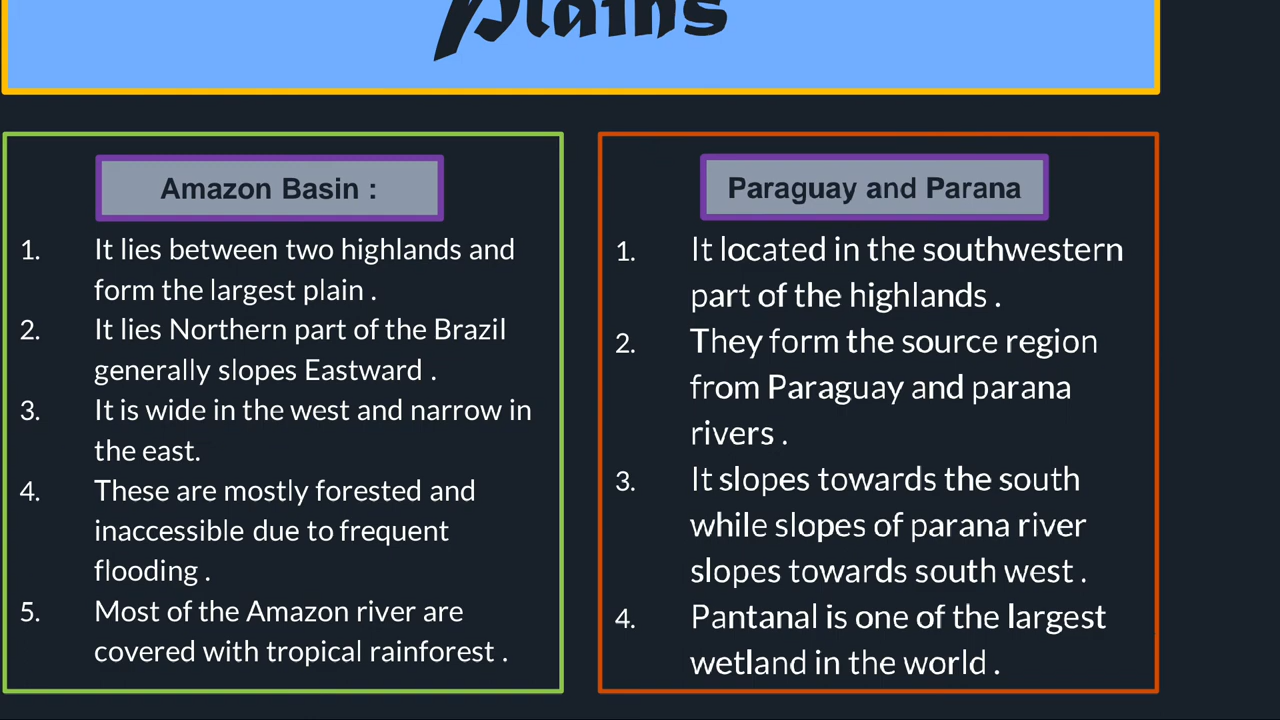 Plains
Amazon Basin :
1. It lies between two highlands and
form the largest plain .
2. It lies Northern part of the Brazil
generally slopes Eastward .
3. It is wide in the west and narrow in
the east.
4. These are mostly forested and
inaccessible due to frequent
flooding .
5. Most of the Amazon river are
covered with tropical rainforest .
Paraguay and Parana
1. It located in the southwestern
part of the highlands .
2. They form the source region
from Paraguay and parana
rivers .
3. It slopes towards the south
while slopes of parana river
slopes towards south west .
4. Pantanal is one of the largest
wetland in the world .